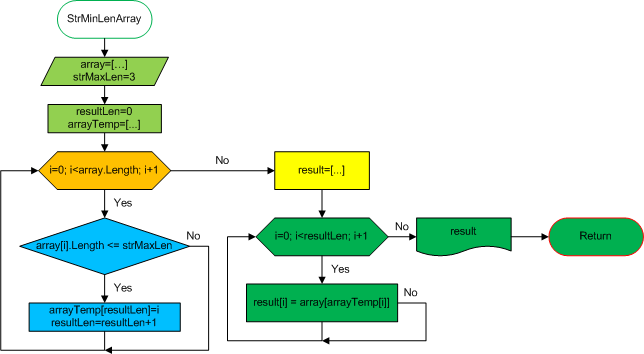 StrMinLenArray
array=[...]
strMaxLen=3
resultLen=0
arrayTemp=[...]
i=0; i<array.Length; i+1
No
result=[...]
Yes
array[i].Length <= strMaxLen
No
i=0; i<resultLen; i+1
No
result
Return
Yes
Yes
arrayTemp[resultLen]=i
resultLen=resultLen+1
result[i] = array[arrayTemp[i]]
No